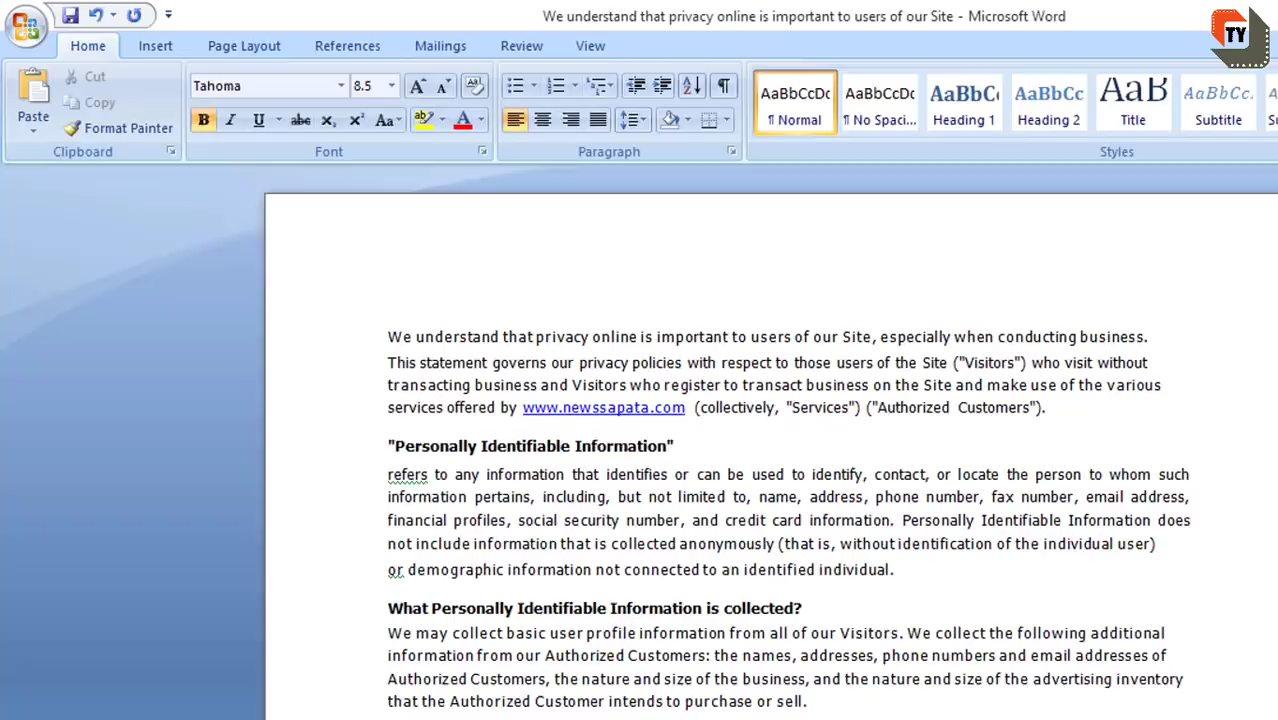 We understand that privacy online is important to users of our Site - Microsoft Word
TY
Home Insert Page Layout References Mailings Review View
Cut
Copy
Format Painter
Paste
Clipboard
Tahoma 8.5
Font
Paragraph
AaBbCcDc AaBbCcDc AaBbC AaBbCc AaB AaBbCc.
¶ Normal ¶ No Spaci... Heading 1 Heading 2 Title Subtitle
Styles
We understand that privacy online is important to users of our Site, especially when conducting business.
This statement governs our privacy policies with respect to those users of the Site ("Visitors") who visit without
transacting business and Visitors who register to transact business on the Site and make use of the various
services offered by www.newssapata.com (collectively, "Services") ("Authorized Customers").
"Personally Identifiable Information"
refers to any information that identifies or can be used to identify, contact, or locate the person to whom such
information pertains, including, but not limited to, name, address, phone number, fax number, email address,
financial profiles, social security number, and credit card information. Personally Identifiable Information does
not include information that is collected anonymously (that is, without identification of the individual user)
or demographic information not connected to an identified individual.
What Personally Identifiable Information is collected?
We may collect basic user profile information from all of our Visitors. We collect the following additional
information from our Authorized Customers: the names, addresses, phone numbers and email addresses of
Authorized Customers, the nature and size of the business, and the nature and size of the advertising inventory
that the Authorized Customer intends to purchase or sell.